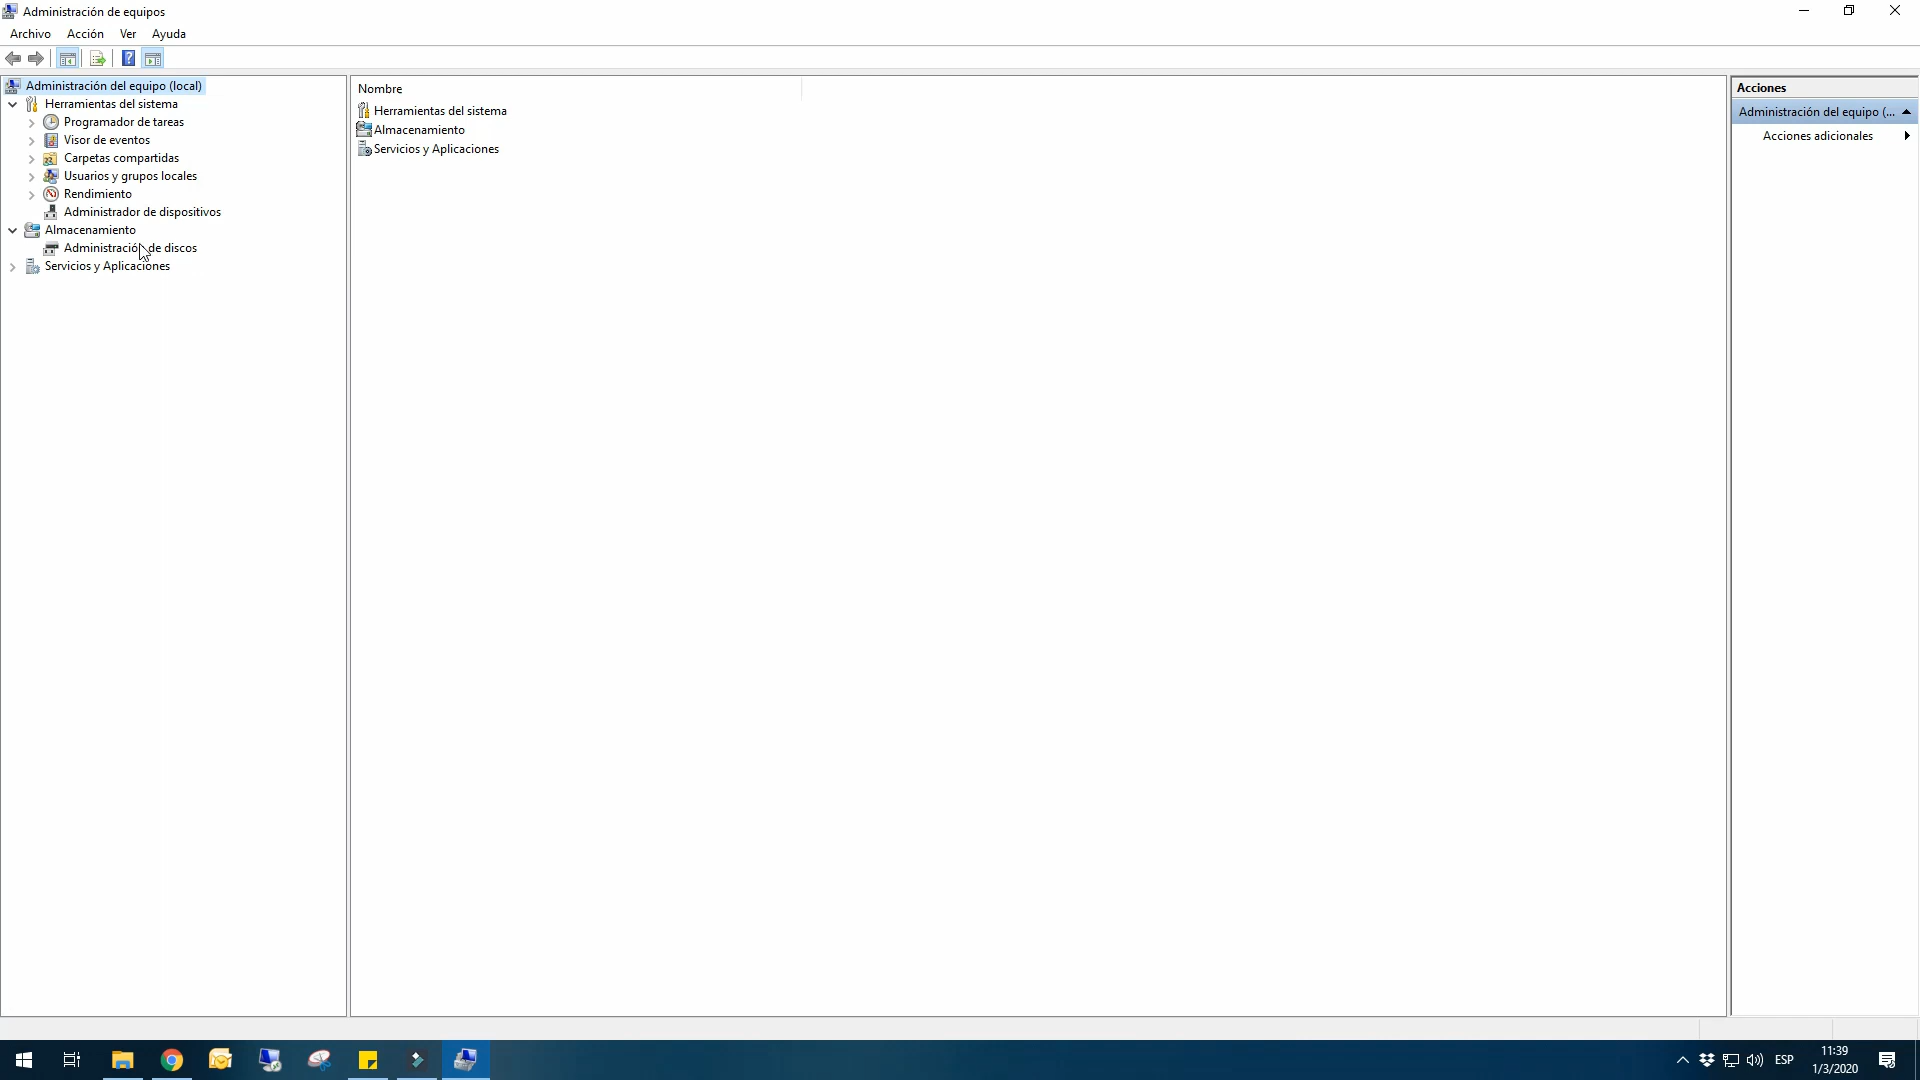 Administración de equipos
Archivo Acción Ver Ayuda
Administración del equipo (local)
Herramientas del sistema
Programador de tareas
Visor de eventos
Carpetas compartidas
Usuarios y grupos locales
Rendimiento
Administrador de dispositivos
Almacenamiento
Administración de discos
Servicios y Aplicaciones
Nombre
Herramientas del sistema
Almacenamiento
Servicios y Aplicaciones
Acciones
Administración del equipo (...
Acciones adicionales
ESP
11:39
1/3/2020